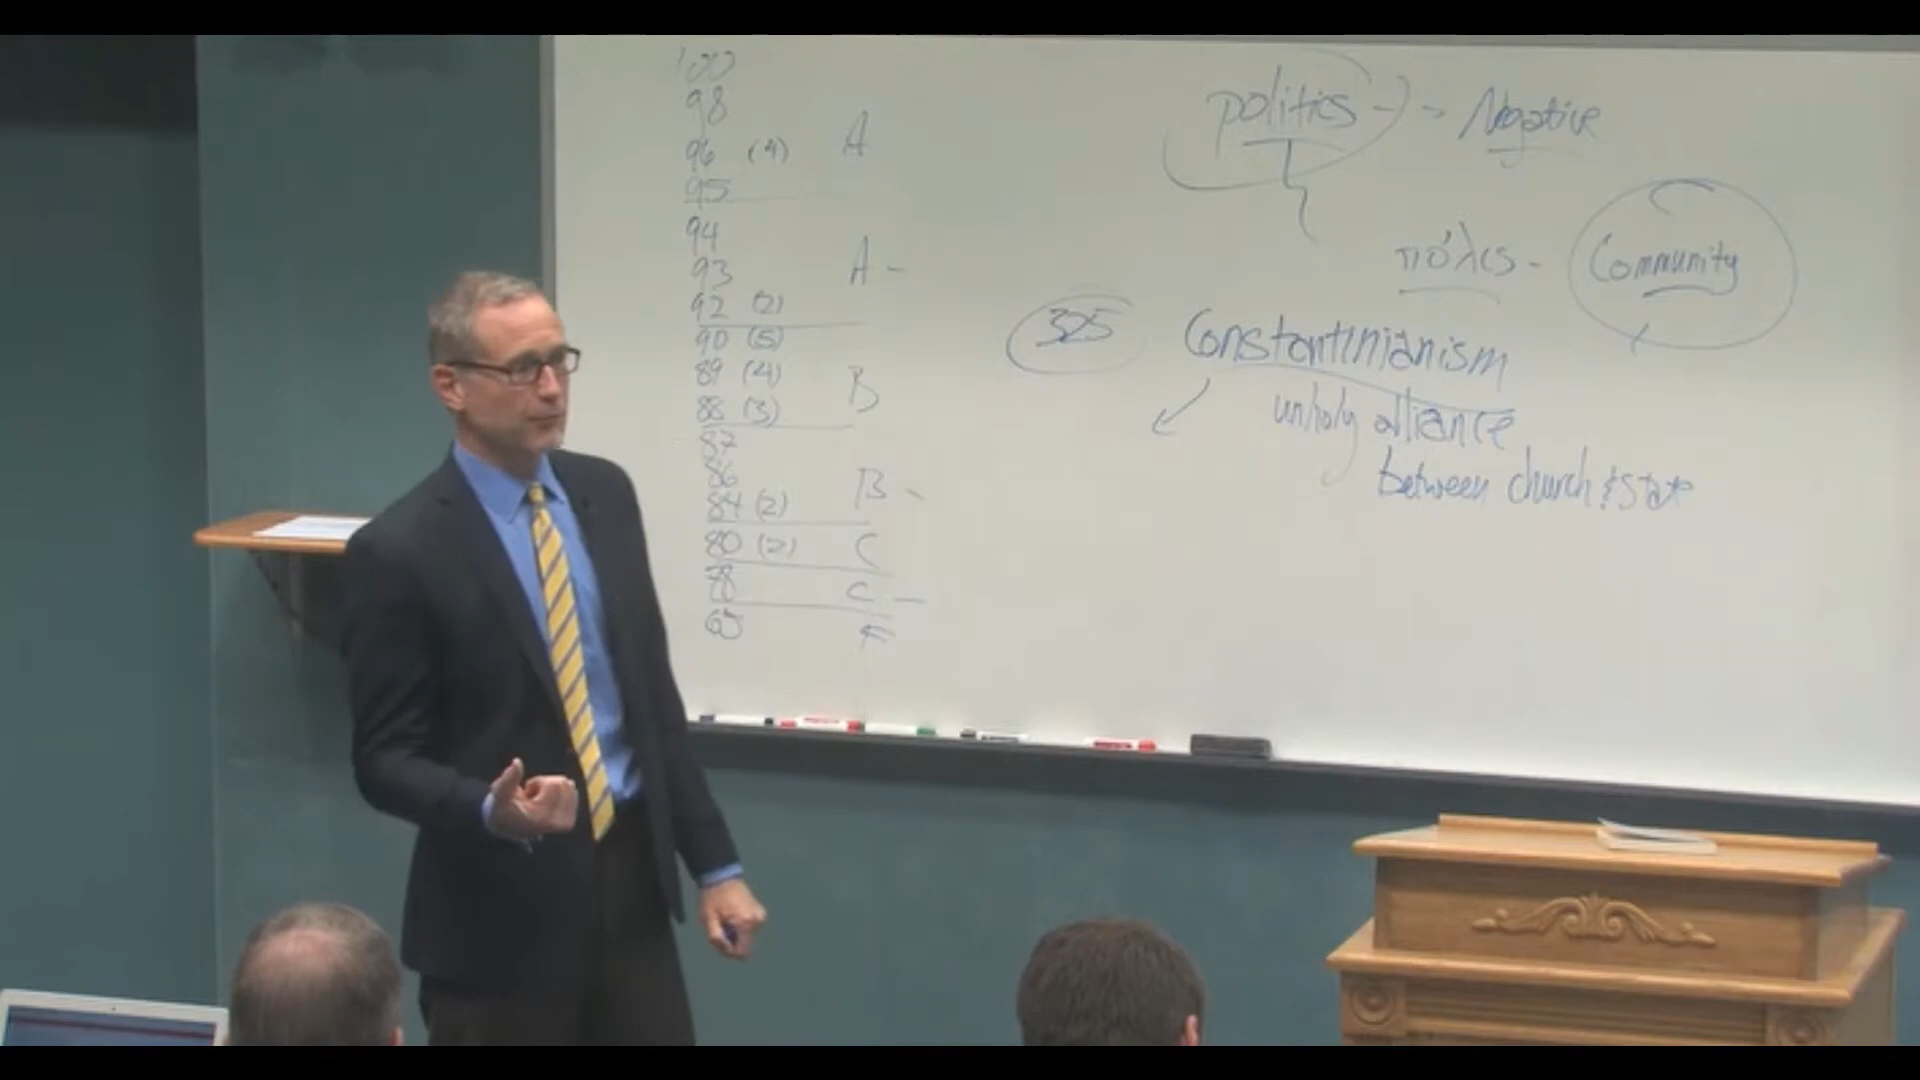 100
98
96 (4) A
95
94
93 A-
92 (2)
90 (5)
89 (4) B
88 (3)
87
86 B-
84 (2)
80 (2) C
78 C-
65 F
politics - Negative
πόλις - Community
325 Constantinianism
unholy alliance
between church & state